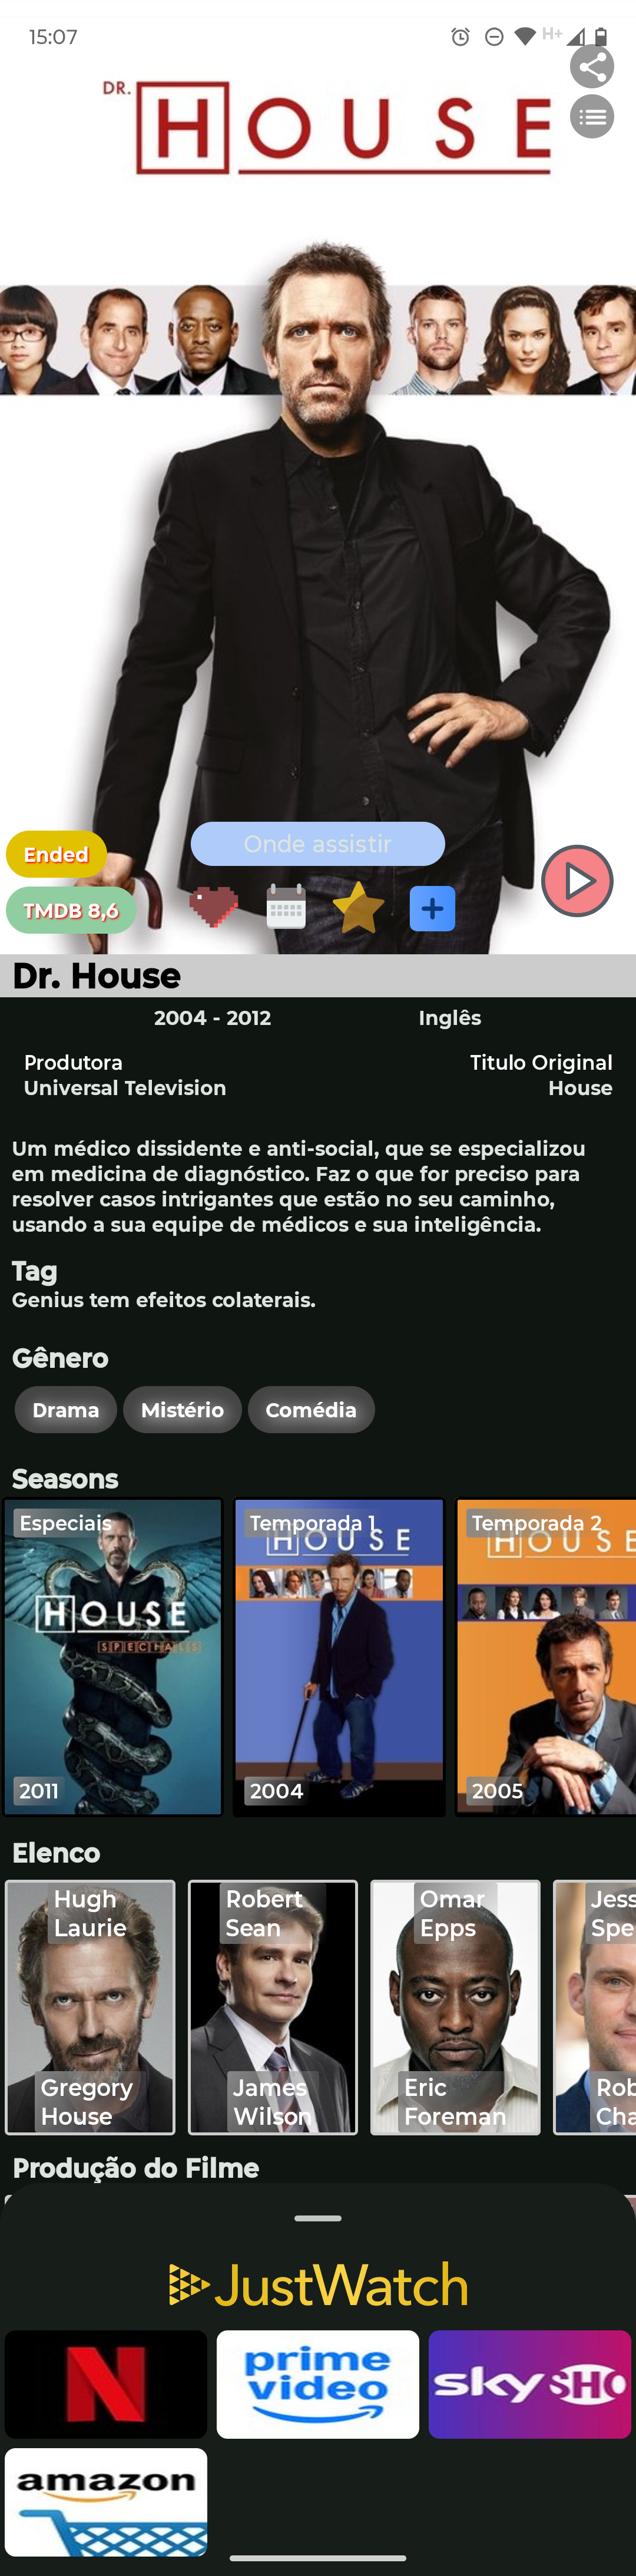 15:07
H+
DR.
HOUSE
Onde assistir
Ended
TMDB 8,6
Dr. House
2004 - 2012 Inglês
Produtora Titulo Original
Universal Television House
Um médico dissidente e anti-social, que se especializou
em medicina de diagnóstico. Faz o que for preciso para
resolver casos intrigantes que estão no seu caminho,
usando a sua equipe de médicos e sua inteligência.
Tag
Genius tem efeitos colaterais.
Gênero
Drama Mistério Comédia
Seasons
Especiais Temporada 1 Temporada 2
HOUSE HOUSE HOUSE
SPECIALS
2011 2004 2005
Elenco
Hugh Robert Omar Jess
Laurie Sean Epps Spe
Gregory James Eric Rob
House Wilson Foreman Cha
Produção do Filme
JustWatch
N prime video sky SHO
amazon